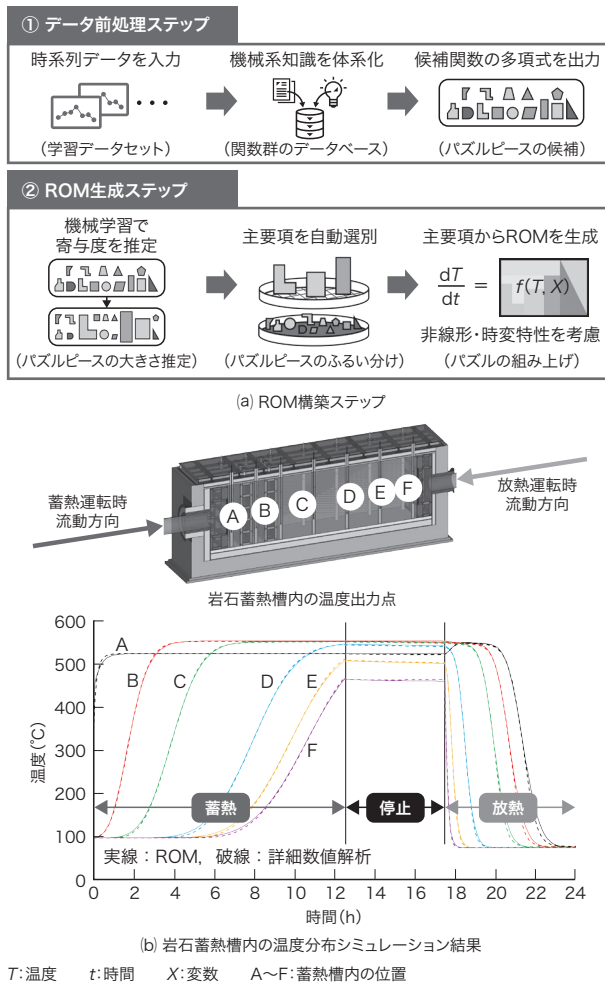 ① データ前処理ステップ
時系列データを入力
機械系知識を体系化
候補関数の多項式を出力
(学習データセット)
(関数群のデータベース)
(パズルピースの候補)
② ROM生成ステップ
機械学習で
寄与度を推定
主要項を自動選別
主要項からROMを生成
dT/dt = f(T, X)
非線形・時変特性を考慮
(パズルピースの大きさ推定)
(パズルピースのふるい分け)
(パズルの組み上げ)
(a) ROM構築ステップ
蓄熱運転時
流動方向
放熱運転時
流動方向
A B C D E F
岩石蓄熱槽内の温度出力点
600
500
400
300
200
100
0
温度(℃)
A
B
C
D
E
F
蓄熱
停止
放熱
実線:ROM, 破線:詳細数値解析
0 2 4 6 8 10 12 14 16 18 20 22 24
時間(h)
(b) 岩石蓄熱槽内の温度分布シミュレーション結果
T:温度 t:時間 X:変数 A~F:蓄熱槽内の位置